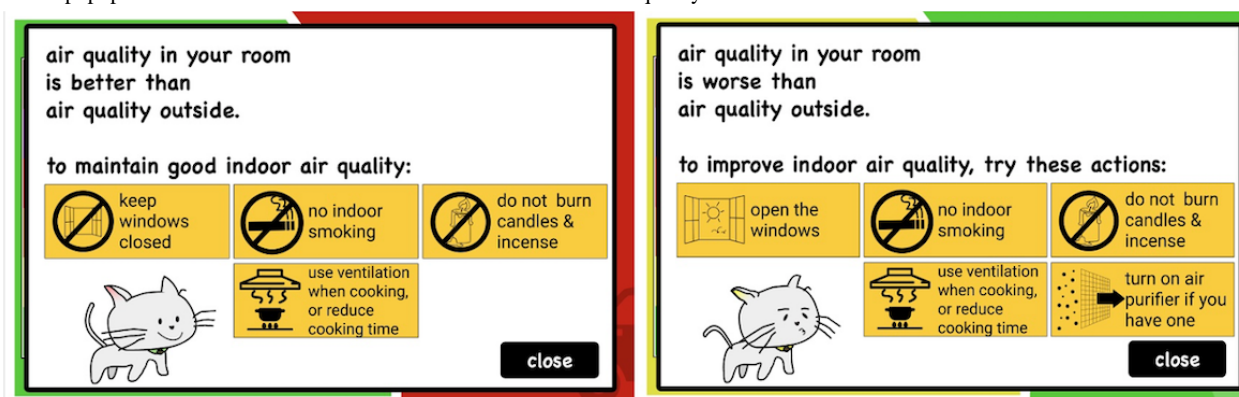 air quality in your room
is better than
air quality outside.
to maintain good indoor air quality:
keep
windows
closed
no indoor
smoking
do not burn
candles &
incense
use ventilation
when cooking,
or reduce
cooking time
close
air quality in your room
is worse than
air quality outside.
to improve indoor air quality, try these actions:
open the
windows
no indoor
smoking
do not burn
candles &
incense
use ventilation
when cooking,
or reduce
cooking time
turn on air
purifier if you
have one
close